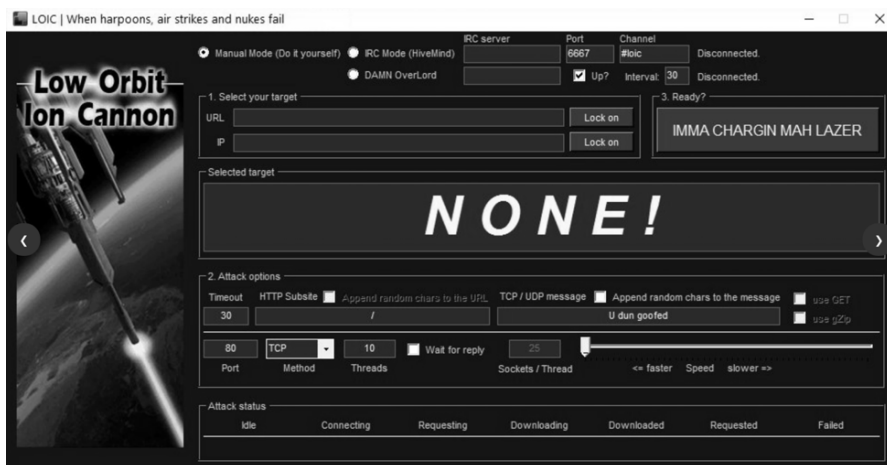 LOIC | When harpoons, air strikes and nukes fail
Low Orbit
Ion Cannon
IRC server Port Channel
Manual Mode (Do it yourself) IRC Mode (HiveMind) 6667 #loic Disconnected.
DAMN OverLord Up? Interval: 30 Disconnected.
1. Select your target
URL Lock on
IP Lock on
3. Ready?
IMMA CHARGIN MAH LAZER
Selected target
NONE!
2. Attack options
Timeout HTTP Subsite Append random chars to the URL TCP / UDP message Append random chars to the message use GET
30 / U dun goofed use gZip
80 TCP 10 Wait for reply 25
Port Method Threads Sockets / Thread <= faster Speed slower =>
Attack status
Idle Connecting Requesting Downloading Downloaded Requested Failed